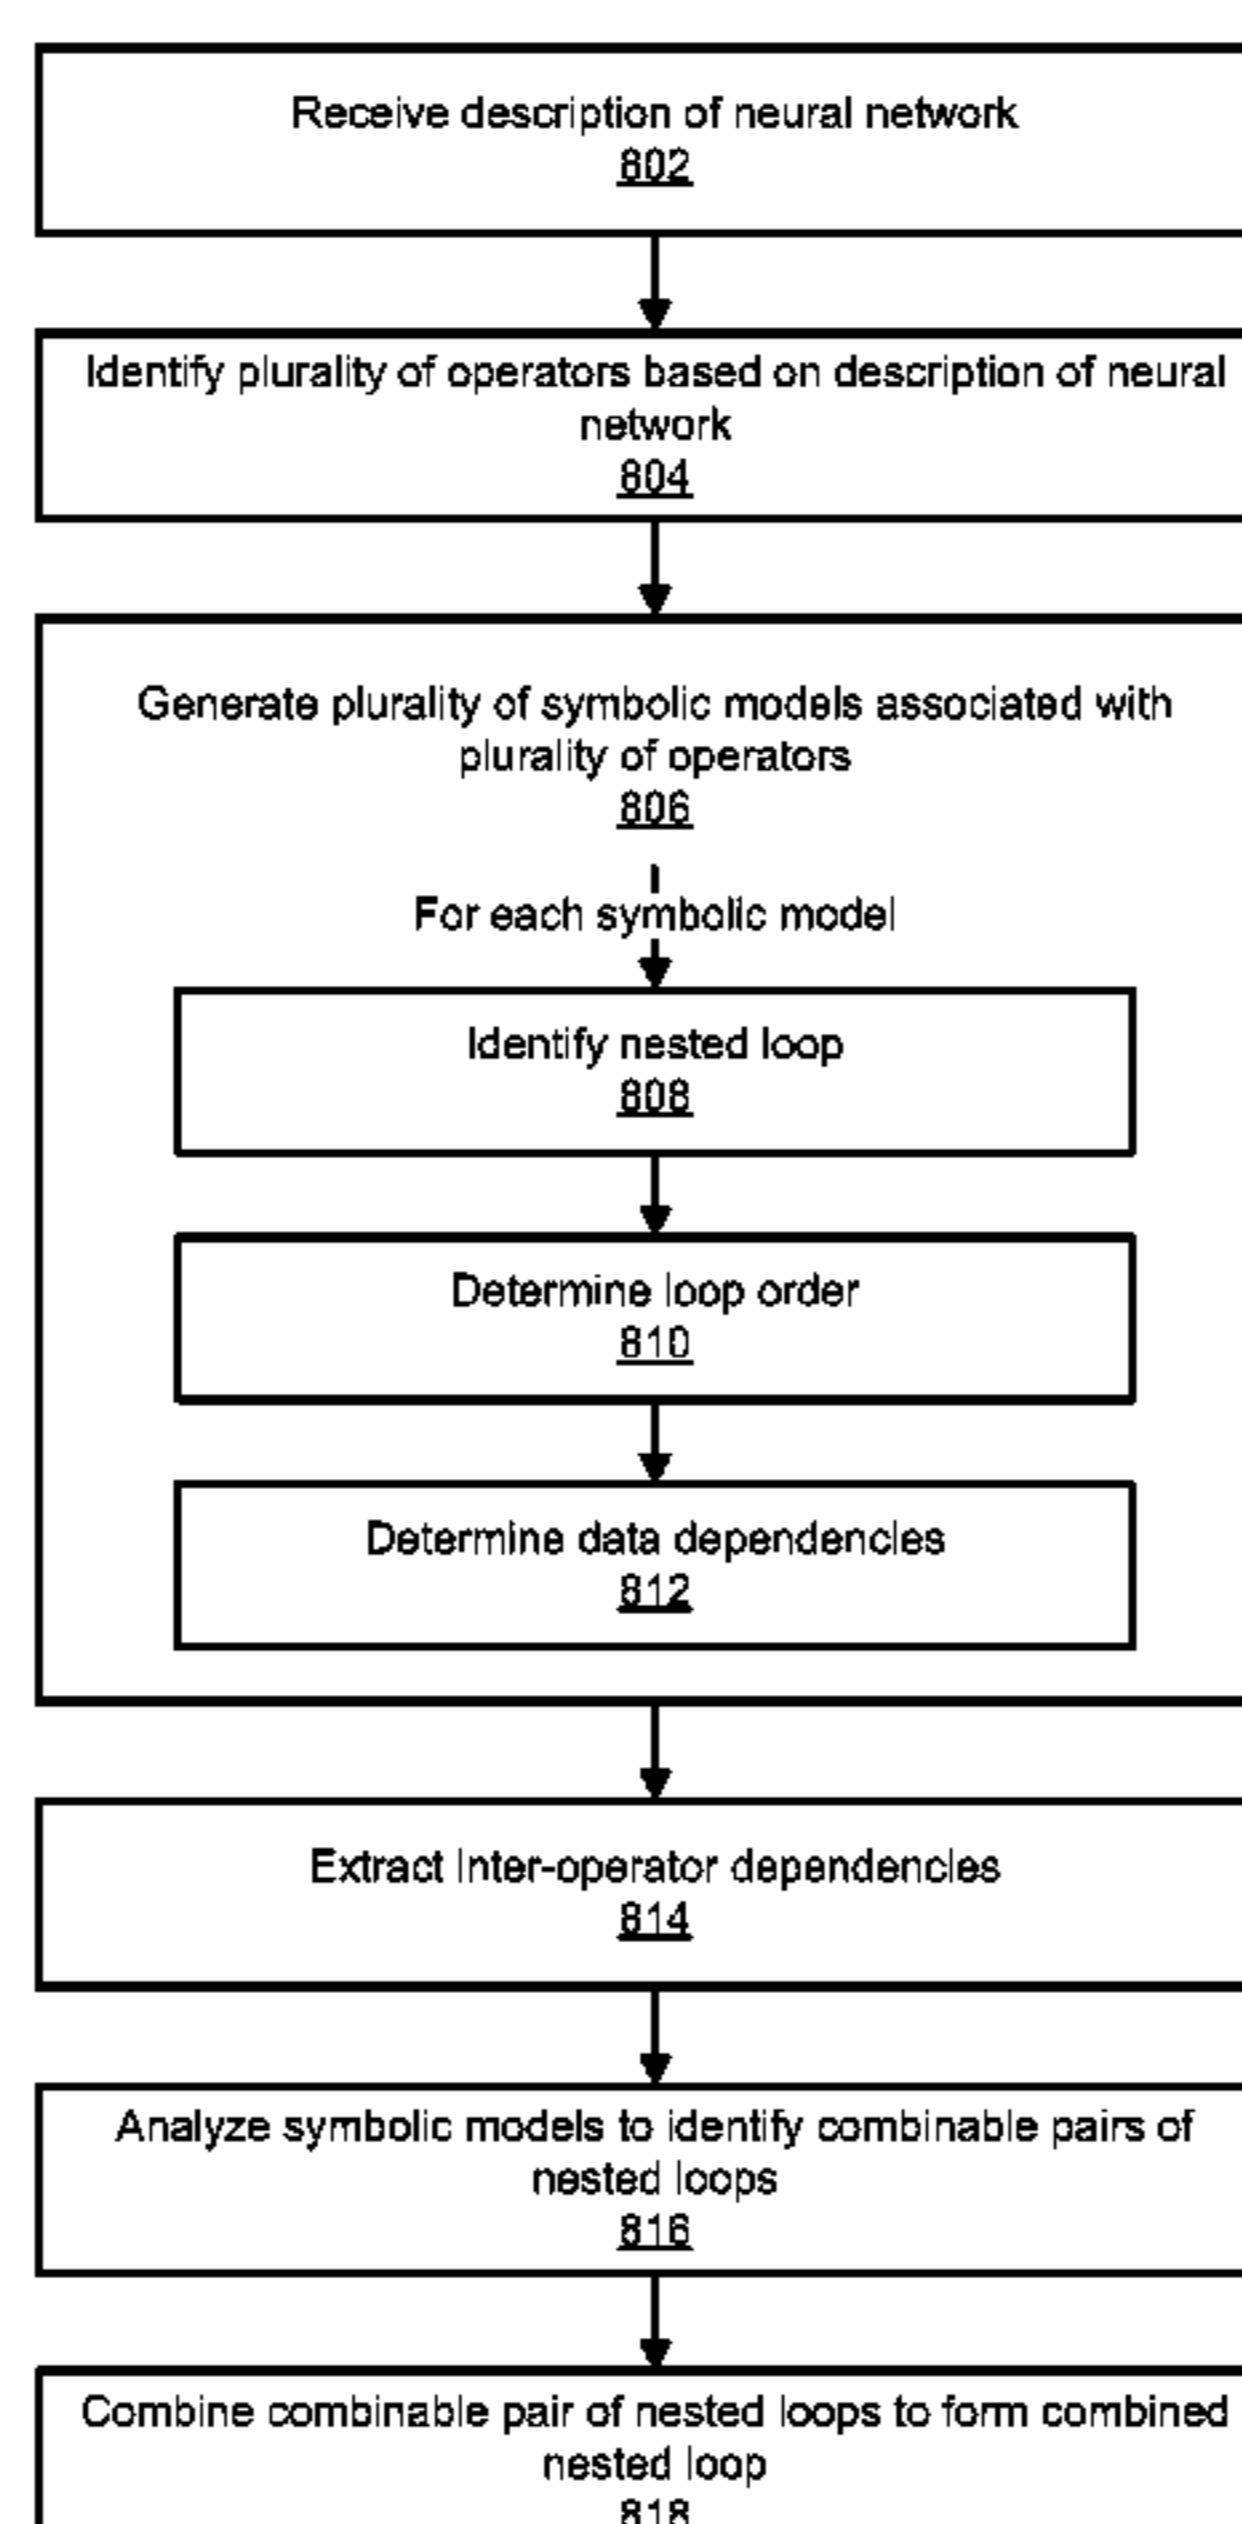 Receive description of neural network
802
Identify plurality of operators based on description of neural
network
804
Generate plurality of symbolic models associated with
plurality of operators
806
For each symbolic model
Identify nested loop
808
Determine loop order
810
Determine data dependencies
812
Extract Inter-operator dependencies
814
Analyze symbolic models to identify combinable pairs of
nested loops
816
Combine combinable pair of nested loops to form combined
nested loop
818